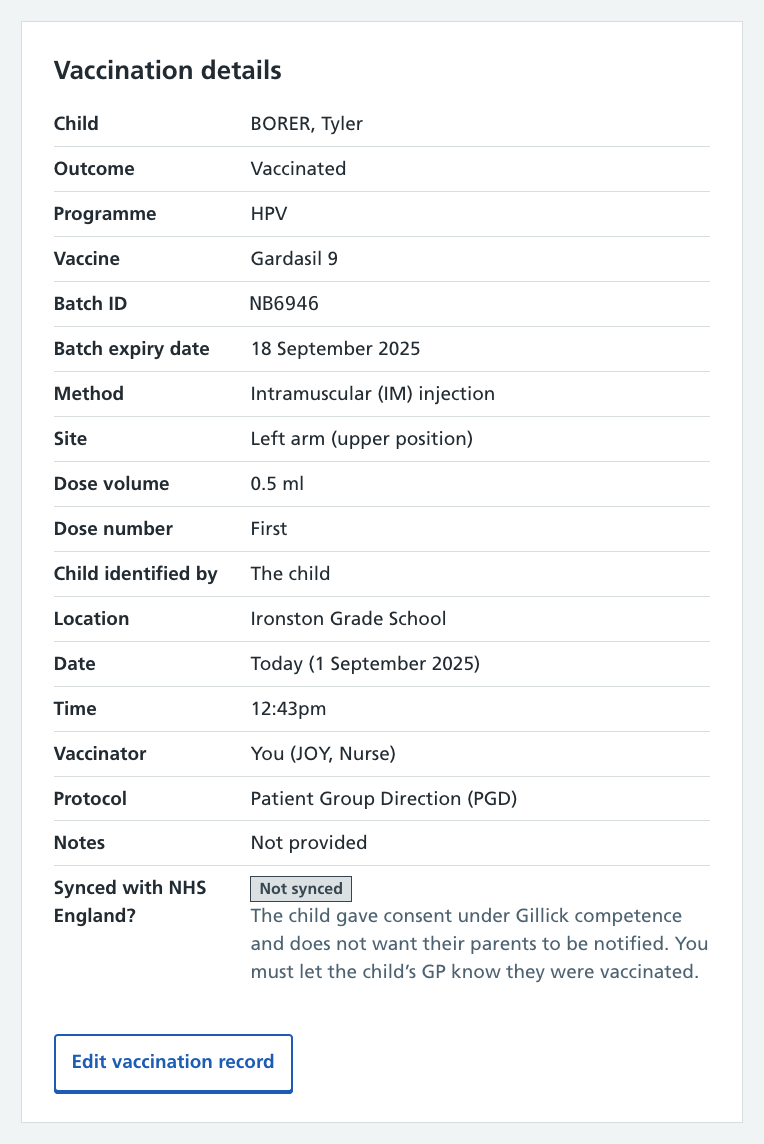 Vaccination details
Child BORER, Tyler
Outcome Vaccinated
Programme HPV
Vaccine Gardasil 9
Batch ID NB6946
Batch expiry date 18 September 2025
Method Intramuscular (IM) injection
Site Left arm (upper position)
Dose volume 0.5 ml
Dose number First
Child identified by The child
Location Ironston Grade School
Date Today (1 September 2025)
Time 12:43pm
Vaccinator You (JOY, Nurse)
Protocol Patient Group Direction (PGD)
Notes Not provided
Synced with NHS England?
Not synced
The child gave consent under Gillick competence
and does not want their parents to be notified. You
must let the child’s GP know they were vaccinated.
Edit vaccination record